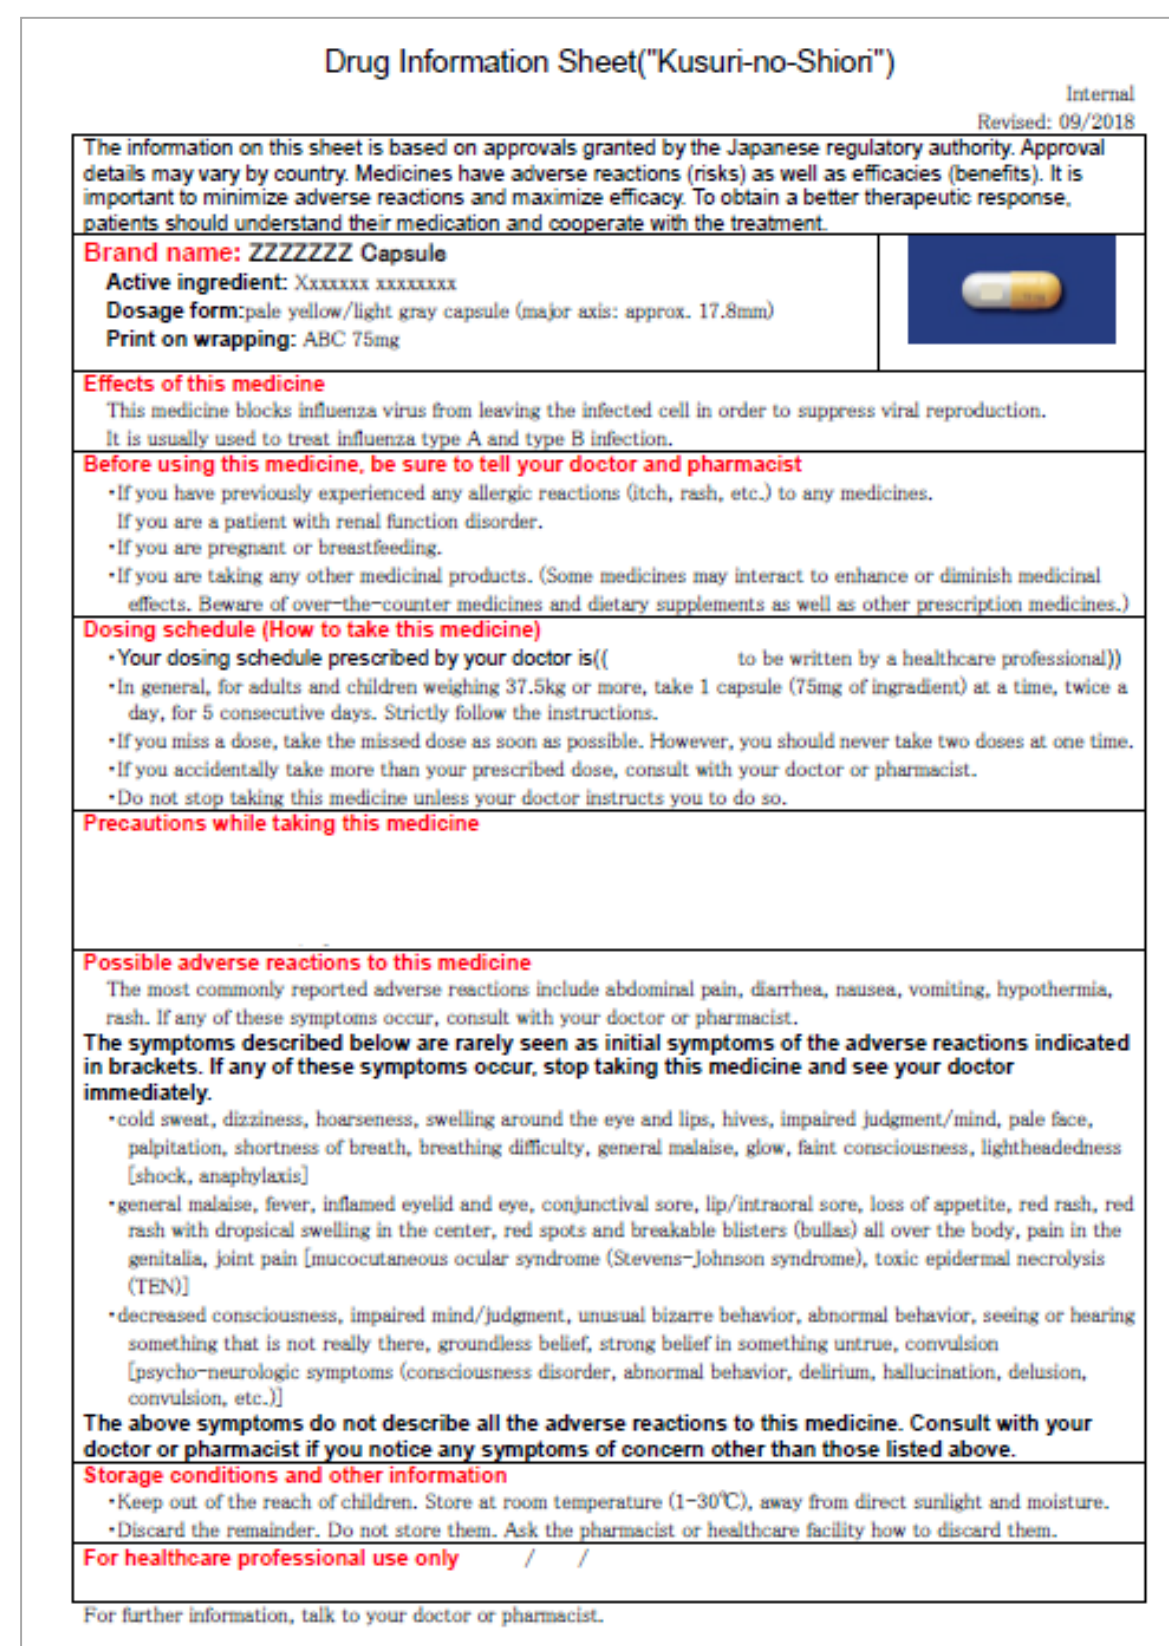 Drug Information Sheet("Kusuri-no-Shiori")
Internal
Revised: 09/2018
The information on this sheet is based on approvals granted by the Japanese regulatory authority. Approval
details may vary by country. Medicines have adverse reactions (risks) as well as efficacies (benefits). It is
important to minimize adverse reactions and maximize efficacy. To obtain a better therapeutic response,
patients should understand their medication and cooperate with the treatment.
Brand name: ZZZZZZZ Capsule
Active ingredient: Xxxxxxx xxxxxxxx
Dosage form:pale yellow/light gray capsule (major axis: approx. 17.8mm)
Print on wrapping: ABC 75mg
Effects of this medicine
This medicine blocks influenza virus from leaving the infected cell in order to suppress viral reproduction.
It is usually used to treat influenza type A and type B infection.
Before using this medicine, be sure to tell your doctor and pharmacist
・If you have previously experienced any allergic reactions (itch, rash, etc.) to any medicines.
If you are a patient with renal function disorder.
・If you are pregnant or breastfeeding.
・If you are taking any other medicinal products. (Some medicines may interact to enhance or diminish medicinal
effects. Beware of over-the-counter medicines and dietary supplements as well as other prescription medicines.)
Dosing schedule (How to take this medicine)
・Your dosing schedule prescribed by your doctor is(( to be written by a healthcare professional))
・In general, for adults and children weighing 37.5kg or more, take 1 capsule (75mg of ingradient) at a time, twice a
day, for 5 consecutive days. Strictly follow the instructions.
・If you miss a dose, take the missed dose as soon as possible. However, you should never take two doses at one time.
・If you accidentally take more than your prescribed dose, consult with your doctor or pharmacist.
・Do not stop taking this medicine unless your doctor instructs you to do so.
Precautions while taking this medicine
Possible adverse reactions to this medicine
The most commonly reported adverse reactions include abdominal pain, diarrhea, nausea, vomiting, hypothermia,
rash. If any of these symptoms occur, consult with your doctor or pharmacist.
The symptoms described below are rarely seen as initial symptoms of the adverse reactions indicated
in brackets. If any of these symptoms occur, stop taking this medicine and see your doctor
immediately.
・cold sweat, dizziness, hoarseness, swelling around the eye and lips, hives, impaired judgment/mind, pale face,
palpitation, shortness of breath, breathing difficulty, general malaise, glow, faint consciousness, lightheadedness
[shock, anaphylaxis]
・general malaise, fever, inflamed eyelid and eye, conjunctival sore, lip/intraoral sore, loss of appetite, red rash, red
rash with dropsical swelling in the center, red spots and breakable blisters (bullas) all over the body, pain in the
genitalia, joint pain [mucocutaneous ocular syndrome (Stevens-Johnson syndrome), toxic epidermal necrolysis
(TEN)]
・decreased consciousness, impaired mind/judgment, unusual bizarre behavior, abnormal behavior, seeing or hearing
something that is not really there, groundless belief, strong belief in something untrue, convulsion
[psycho-neurologic symptoms (consciousness disorder, abnormal behavior, delirium, hallucination, delusion,
convulsion, etc.)]
The above symptoms do not describe all the adverse reactions to this medicine. Consult with your
doctor or pharmacist if you notice any symptoms of concern other than those listed above.
Storage conditions and other information
・Keep out of the reach of children. Store at room temperature (1-30℃), away from direct sunlight and moisture.
・Discard the remainder. Do not store them. Ask the pharmacist or healthcare facility how to discard them.
For healthcare professional use only / /
For further information, talk to your doctor or pharmacist.